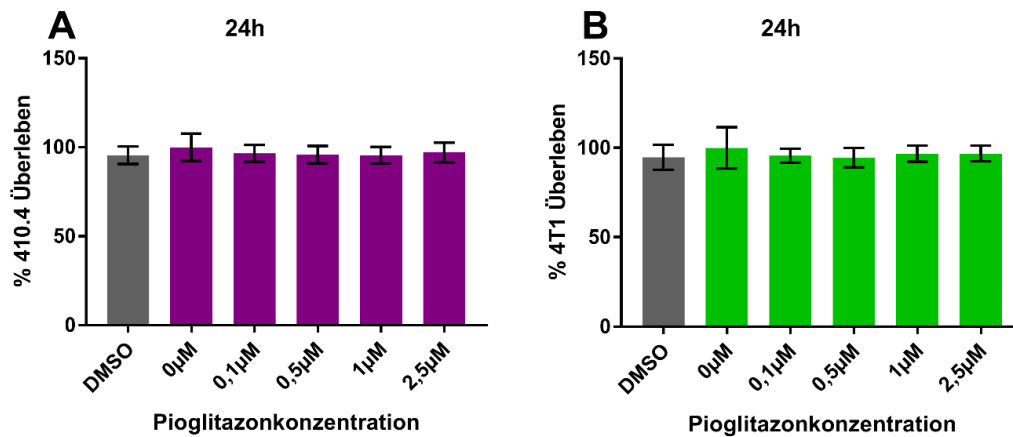 A
24h
% 410.4 Überleben
150
100
50
0
DMSO
0µM
0,1µM
0,5µM
1µM
2,5µM
Pioglitazonkonzentration
B
24h
% 4T1 Überleben
150
100
50
0
DMSO
0µM
0,1µM
0,5µM
1µM
2,5µM
Pioglitazonkonzentration